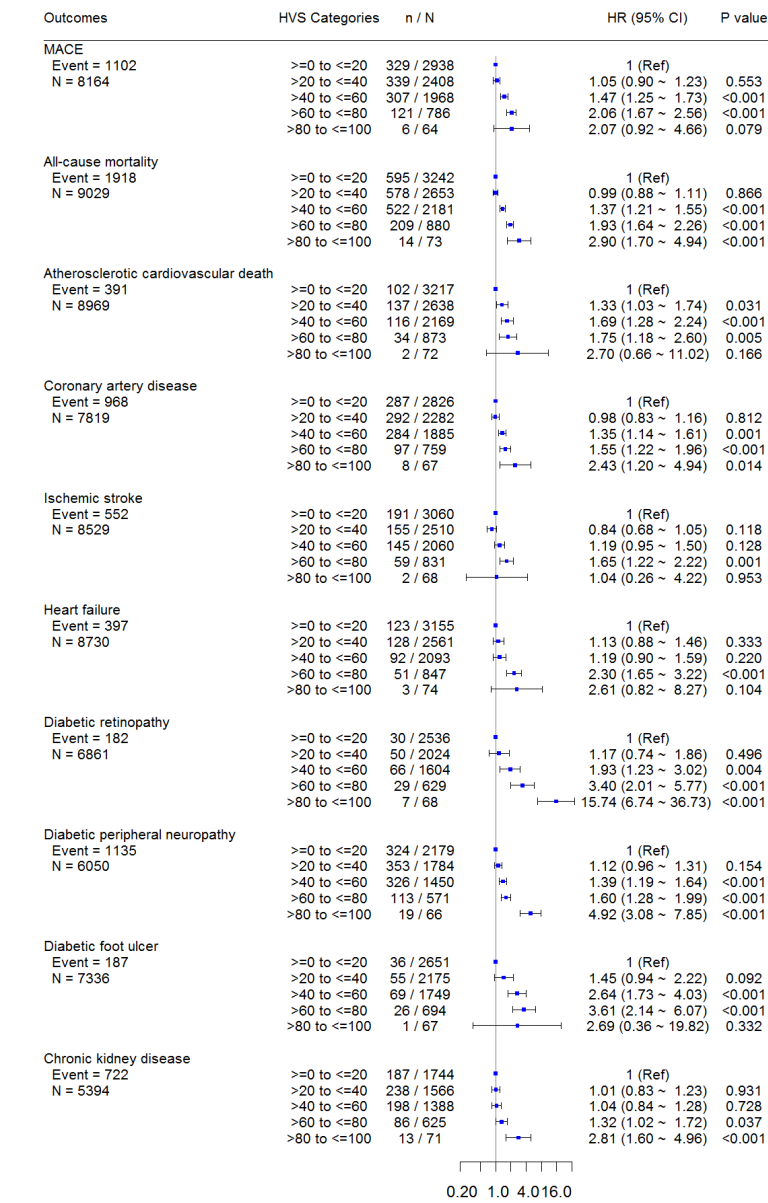 Outcomes HVS Categories n / N HR (95% CI) P value
MACE
Event = 1102 >=0 to <=20 329 / 2938 1 (Ref)
N = 8164 >20 to <=40 339 / 2408 1.05 (0.90 ~ 1.23) 0.553
>40 to <=60 307 / 1968 1.47 (1.25 ~ 1.73) <0.001
>60 to <=80 121 / 786 2.06 (1.67 ~ 2.56) <0.001
>80 to <=100 6 / 64 2.07 (0.92 ~ 4.66) 0.079
All-cause mortality
Event = 1918 >=0 to <=20 595 / 3242 1 (Ref)
N = 9029 >20 to <=40 578 / 2653 0.99 (0.88 ~ 1.11) 0.866
>40 to <=60 522 / 2181 1.37 (1.21 ~ 1.55) <0.001
>60 to <=80 209 / 880 1.93 (1.64 ~ 2.26) <0.001
>80 to <=100 14 / 73 2.90 (1.70 ~ 4.94) <0.001
Atherosclerotic cardiovascular death
Event = 391 >=0 to <=20 102 / 3217 1 (Ref)
N = 8969 >20 to <=40 137 / 2638 1.33 (1.03 ~ 1.74) 0.031
>40 to <=60 116 / 2169 1.69 (1.28 ~ 2.24) <0.001
>60 to <=80 34 / 873 1.75 (1.18 ~ 2.60) 0.005
>80 to <=100 2 / 72 2.70 (0.66 ~ 11.02) 0.166
Coronary artery disease
Event = 968 >=0 to <=20 287 / 2826 1 (Ref)
N = 7819 >20 to <=40 292 / 2282 0.98 (0.83 ~ 1.16) 0.812
>40 to <=60 284 / 1885 1.35 (1.14 ~ 1.61) 0.001
>60 to <=80 97 / 759 1.55 (1.22 ~ 1.96) <0.001
>80 to <=100 8 / 67 2.43 (1.20 ~ 4.94) 0.014
Ischemic stroke
Event = 552 >=0 to <=20 191 / 3060 1 (Ref)
N = 8529 >20 to <=40 155 / 2510 0.84 (0.68 ~ 1.05) 0.118
>40 to <=60 145 / 2060 1.19 (0.95 ~ 1.50) 0.128
>60 to <=80 59 / 831 1.65 (1.22 ~ 2.22) 0.001
>80 to <=100 2 / 68 1.04 (0.26 ~ 4.22) 0.953
Heart failure
Event = 397 >=0 to <=20 123 / 3155 1 (Ref)
N = 8730 >20 to <=40 128 / 2561 1.13 (0.88 ~ 1.46) 0.333
>40 to <=60 92 / 2093 1.19 (0.90 ~ 1.59) 0.220
>60 to <=80 51 / 847 2.30 (1.65 ~ 3.22) <0.001
>80 to <=100 3 / 74 2.61 (0.82 ~ 8.27) 0.104
Diabetic retinopathy
Event = 182 >=0 to <=20 30 / 2536 1 (Ref)
N = 6861 >20 to <=40 50 / 2024 1.17 (0.74 ~ 1.86) 0.496
>40 to <=60 66 / 1604 1.93 (1.23 ~ 3.02) 0.004
>60 to <=80 29 / 629 3.40 (2.01 ~ 5.77) <0.001
>80 to <=100 7 / 68 15.74 (6.74 ~ 36.73) <0.001
Diabetic peripheral neuropathy
Event = 1135 >=0 to <=20 324 / 2179 1 (Ref)
N = 6050 >20 to <=40 353 / 1784 1.12 (0.96 ~ 1.31) 0.154
>40 to <=60 326 / 1450 1.39 (1.19 ~ 1.64) <0.001
>60 to <=80 113 / 571 1.60 (1.28 ~ 1.99) <0.001
>80 to <=100 19 / 66 4.92 (3.08 ~ 7.85) <0.001
Diabetic foot ulcer
Event = 187 >=0 to <=20 36 / 2651 1 (Ref)
N = 7336 >20 to <=40 55 / 2175 1.45 (0.94 ~ 2.22) 0.092
>40 to <=60 69 / 1749 2.64 (1.73 ~ 4.03) <0.001
>60 to <=80 26 / 694 3.61 (2.14 ~ 6.07) <0.001
>80 to <=100 1 / 67 2.69 (0.36 ~ 19.82) 0.332
Chronic kidney disease
Event = 722 >=0 to <=20 187 / 1744 1 (Ref)
N = 5394 >20 to <=40 238 / 1566 1.01 (0.83 ~ 1.23) 0.931
>40 to <=60 198 / 1388 1.04 (0.84 ~ 1.28) 0.728
>60 to <=80 86 / 625 1.32 (1.02 ~ 1.72) 0.037
>80 to <=100 13 / 71 2.81 (1.60 ~ 4.96) <0.001
0.20 1.0 4.0 16.0